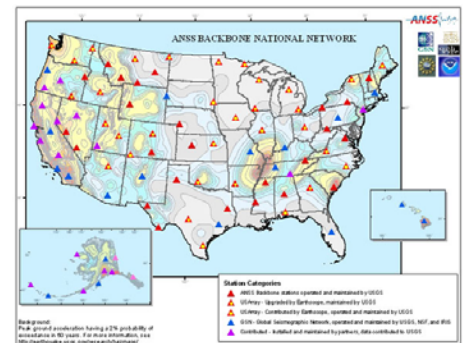 ANSS
ANSS BACKBONE NATIONAL NETWORK
Station Categories
ANSS Backbone stations operated and maintained by USGS
USArray - Upgraded by Earthscope, maintained by USGS
USArray - Contributed by Earthscope, operated and maintained by USGS
GSN - Global Seismographic Network, operated and maintained by USGS, NSF, and IRIS
Contributed - Installed and maintained by partners, data contributed to USGS
Background:
Peak ground acceleration having a 2% probability of
exceedance in 50 years. For more information, see